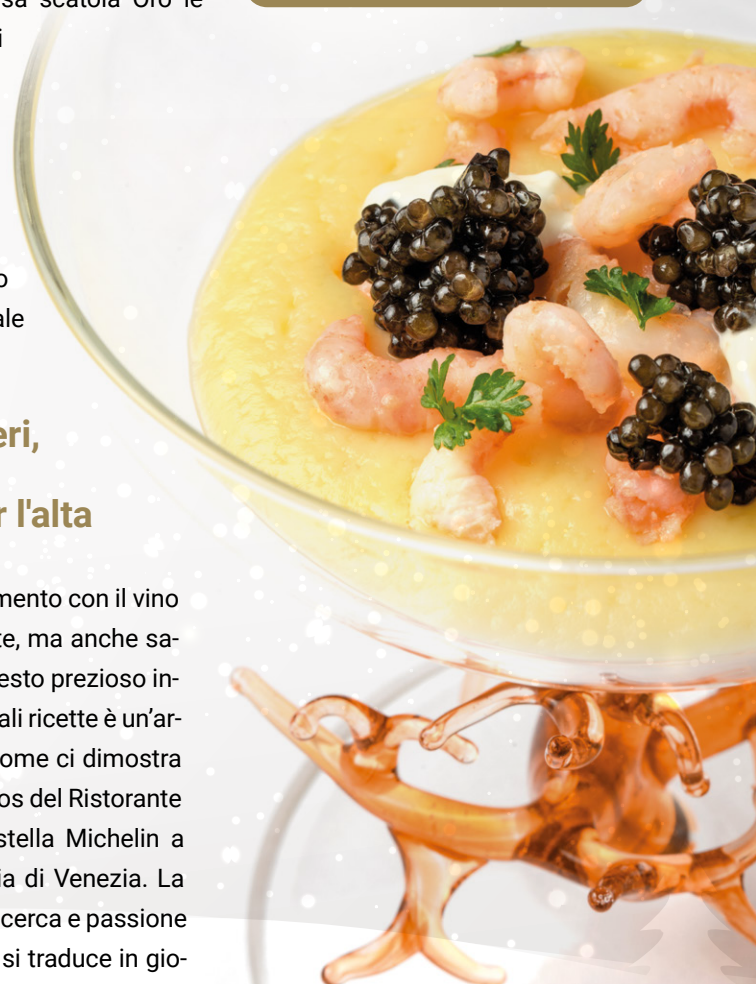 sa scatola Oro le
i
o
ale
eri,
r l'alta
mento con il vino
te, ma anche sa-
esto prezioso in-
ali ricette è un'ar-
ome ci dimostra
os del Ristorante
stella Michelin a
ia di Venezia. La
cerca e passione
si traduce in gio-